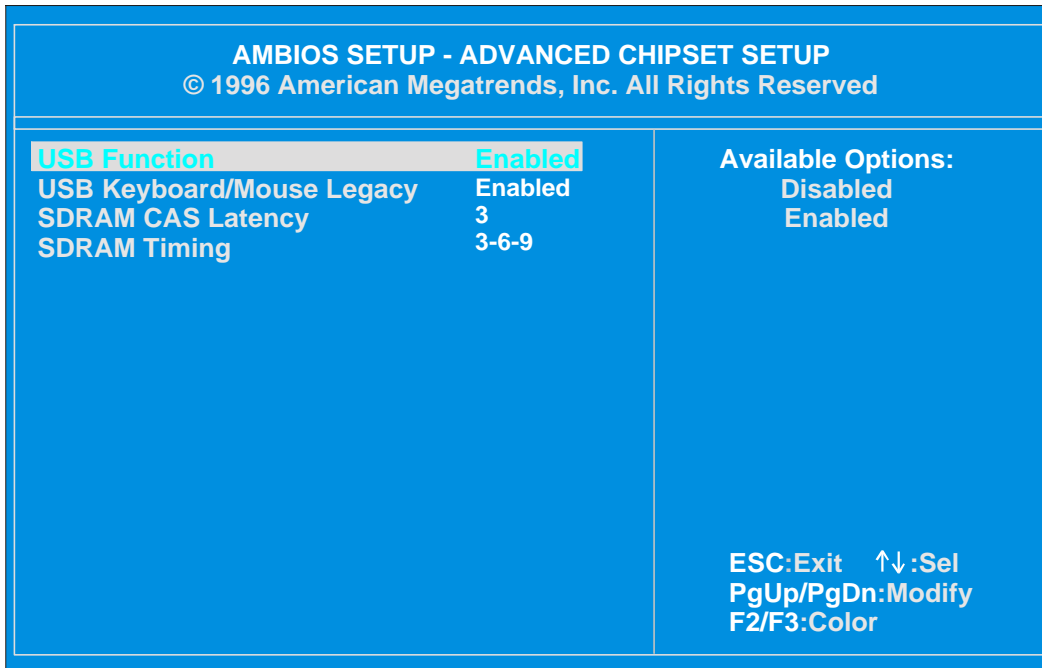 AMBIOS SETUP - ADVANCED CHIPSET SETUP
© 1996 American Megatrends, Inc. All Rights Reserved
USB Function Enabled
USB Keyboard/Mouse Legacy Enabled
SDRAM CAS Latency 3
SDRAM Timing 3-6-9
Available Options:
Disabled
Enabled
ESC:Exit ↑↓:Sel
PgUp/PgDn:Modify
F2/F3:Color